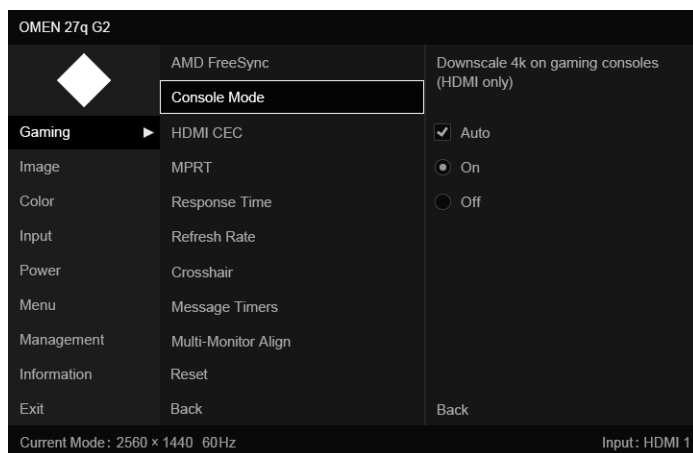 OMEN 27q G2
Gaming
Image
Color
Input
Power
Menu
Management
Information
Exit
AMD FreeSync
Console Mode
HDMI CEC
MPRT
Response Time
Refresh Rate
Crosshair
Message Timers
Multi-Monitor Align
Reset
Back
Downscale 4k on gaming consoles
(HDMI only)
Auto
On
Off
Back
Current Mode: 2560 × 1440 60Hz
Input: HDMI 1